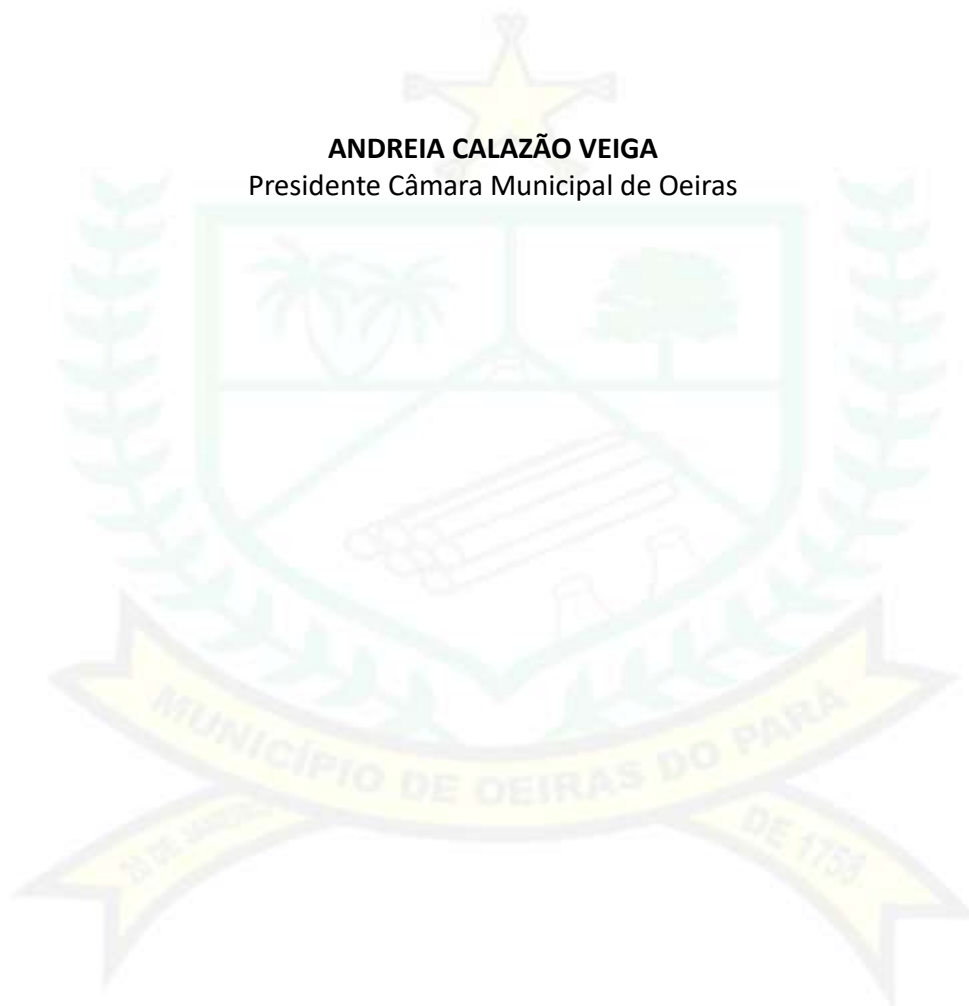 ANDREIA CALAZÃO VEIGA
Presidente Câmara Municipal de Oeiras
MUNICÍPIO DE OEIRAS DO PARÁ
DE 1758